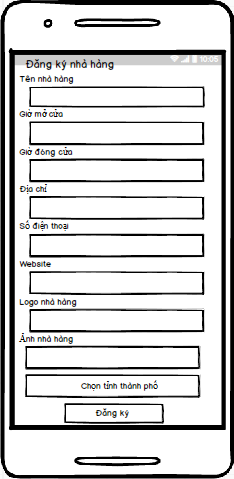 10:05
Đăng ký nhà hàng
Tên nhà hàng
Giờ mở cửa
Giờ đóng cửa
Địa chỉ
Số điện thoại
Website
Logo nhà hàng
Ảnh nhà hàng
Chọn tỉnh thành phố
Đăng ký